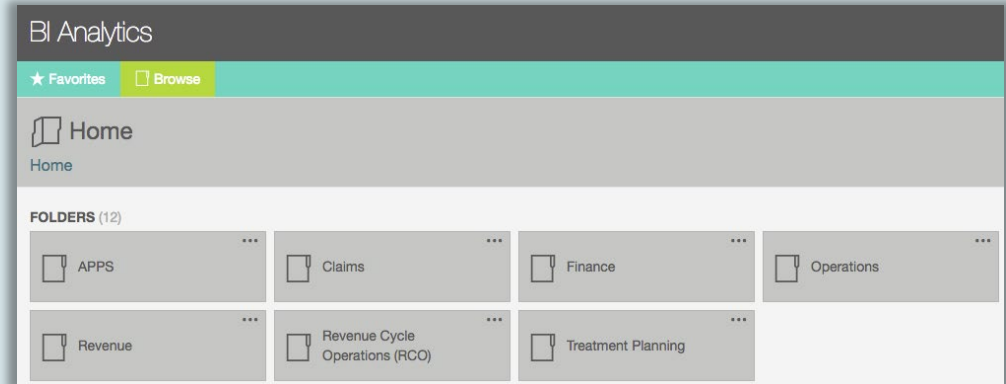 BI Analytics
Favorites Browse
Home
Home
FOLDERS (12)
APPS Claims Finance Operations
Revenue Revenue Cycle
Operations (RCO) Treatment Planning